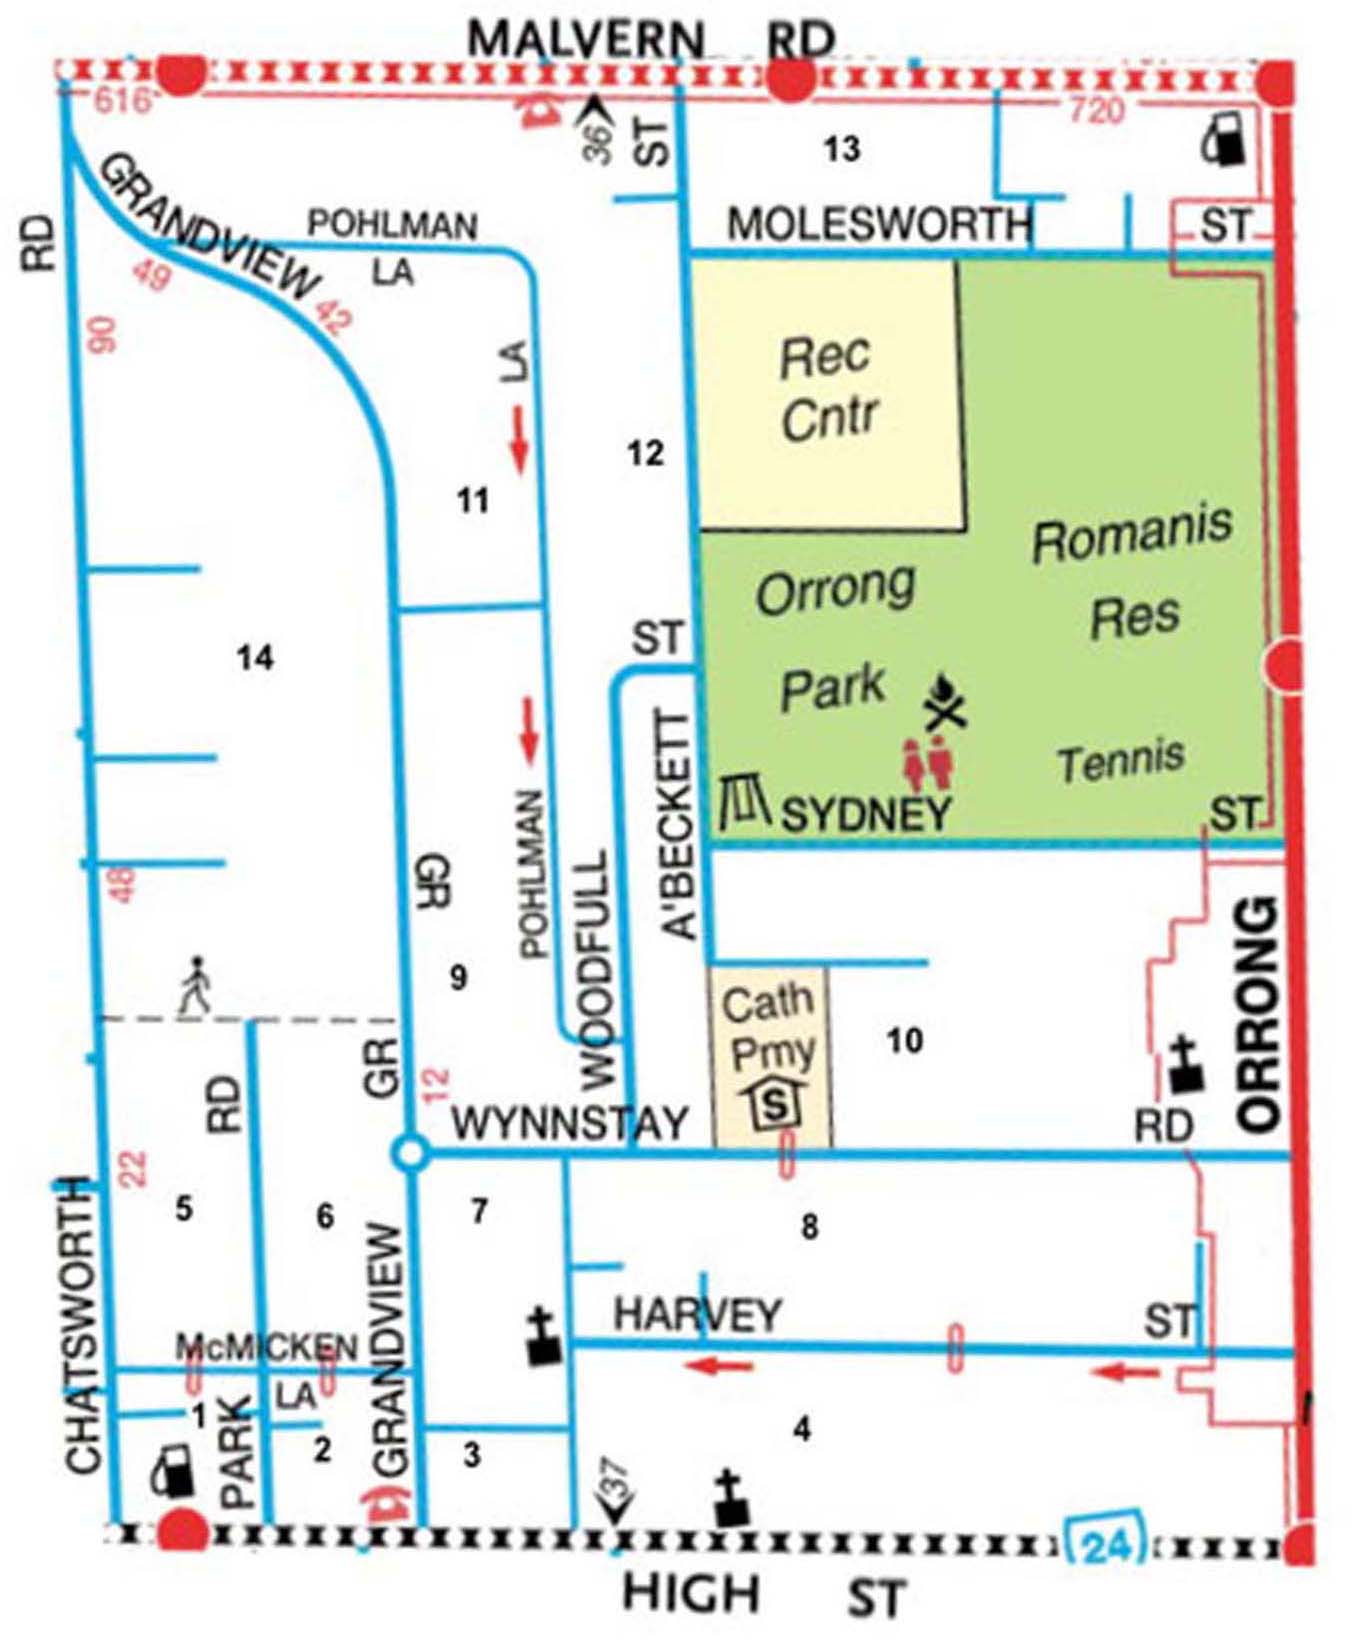 MALVERN RD
616
720
36
ST
13
GRANDVIEW
POHLMAN
LA
MOLESWORTH ST
RD
49
42
90
LA
Rec
Cntr
12
11
Romanis
Res
Orrong
Park
ST
14
Tennis
SYDNEY ST
A'BECKETT
POHLMAN
WOODFULL
GR
48
9
ORRONG
Cath
Prny
S
10
GR
12
RD
WYNNSTAY RD
22
5
6
7
8
CHATSWORTH
GRANDVIEW
HARVEY ST
McMICKEN
LA
PARK
1
2
3
4
37
24
HIGH ST